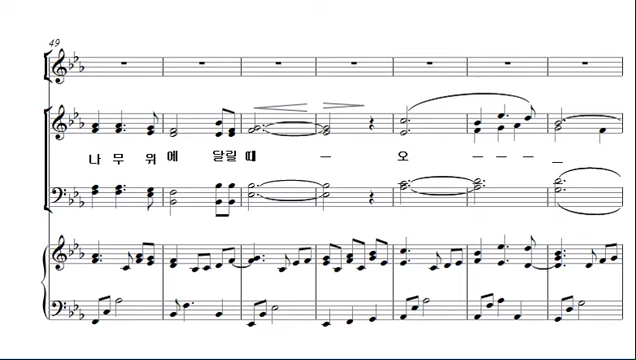 49
나 무 위 에 달릴 때 – 오 – – – –